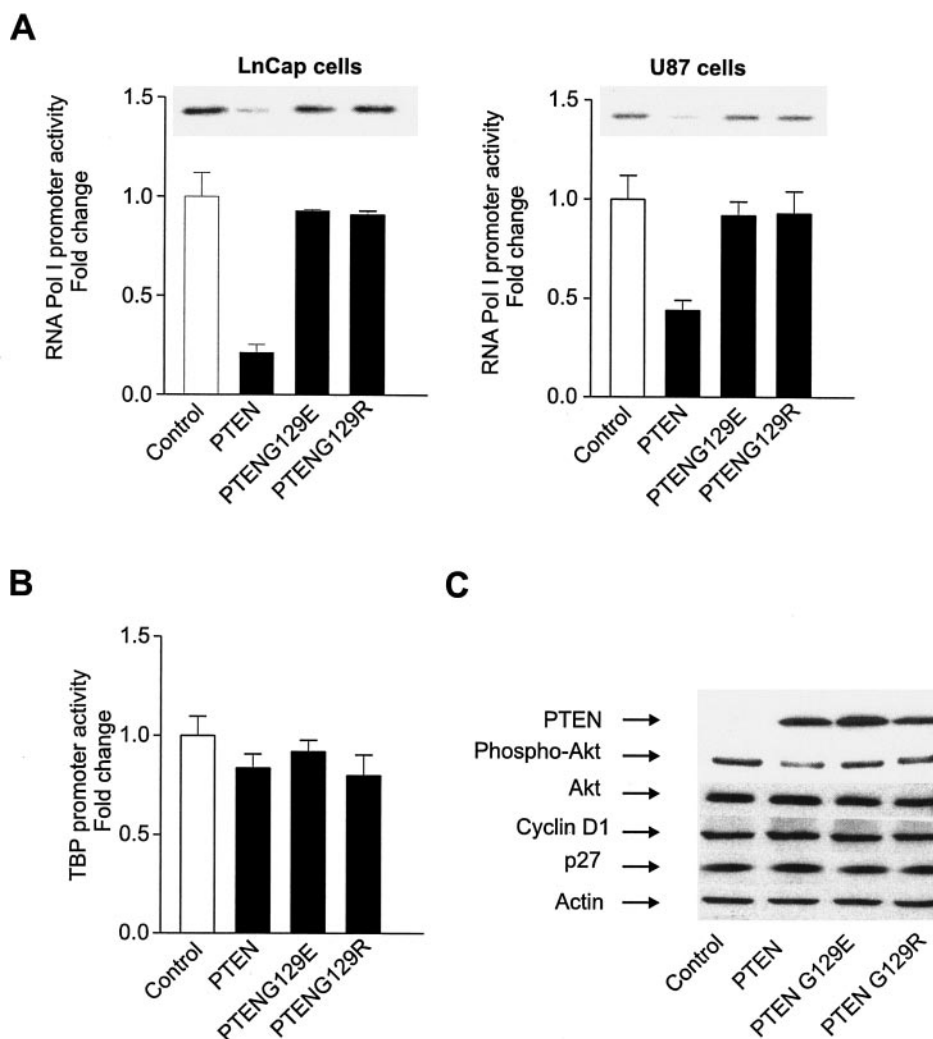 A
LnCap cells
RNA Pol I promoter activity
Fold change
1.5
1.0
0.5
0.0
Control
PTEN
PTENG129E
PTENG129R
U87 cells
RNA Pol I promoter activity
Fold change
1.5
1.0
0.5
0.0
Control
PTEN
PTENG129E
PTENG129R
B
TBP promoter activity
Fold change
1.5
1.0
0.5
0.0
Control
PTEN
PTENG129E
PTENG129R
C
PTEN
Phospho-Akt
Akt
Cyclin D1
p27
Actin
Control
PTEN
PTEN G129E
PTEN G129R